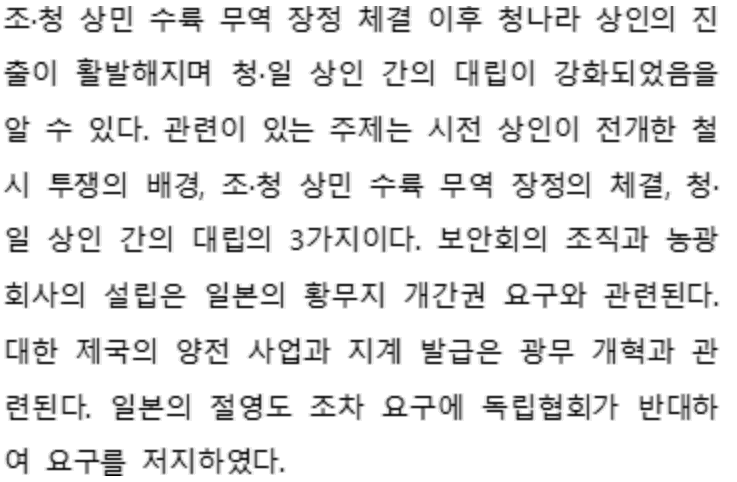 조·청 상민 수륙 무역 장정 체결 이후 청나라 상인의 진
출이 활발해지며 청·일 상인 간의 대립이 강화되었음을
알 수 있다. 관련이 있는 주제는 시전 상인이 전개한 철
시 투쟁의 배경, 조·청 상민 수륙 무역 장정의 체결, 청·
일 상인 간의 대립의 3가지이다. 보안회의 조직과 농광
회사의 설립은 일본의 황무지 개간권 요구와 관련된다.
대한 제국의 양전 사업과 지계 발급은 광무 개혁과 관
련된다. 일본의 절영도 조차 요구에 독립협회가 반대하
여 요구를 저지하였다.